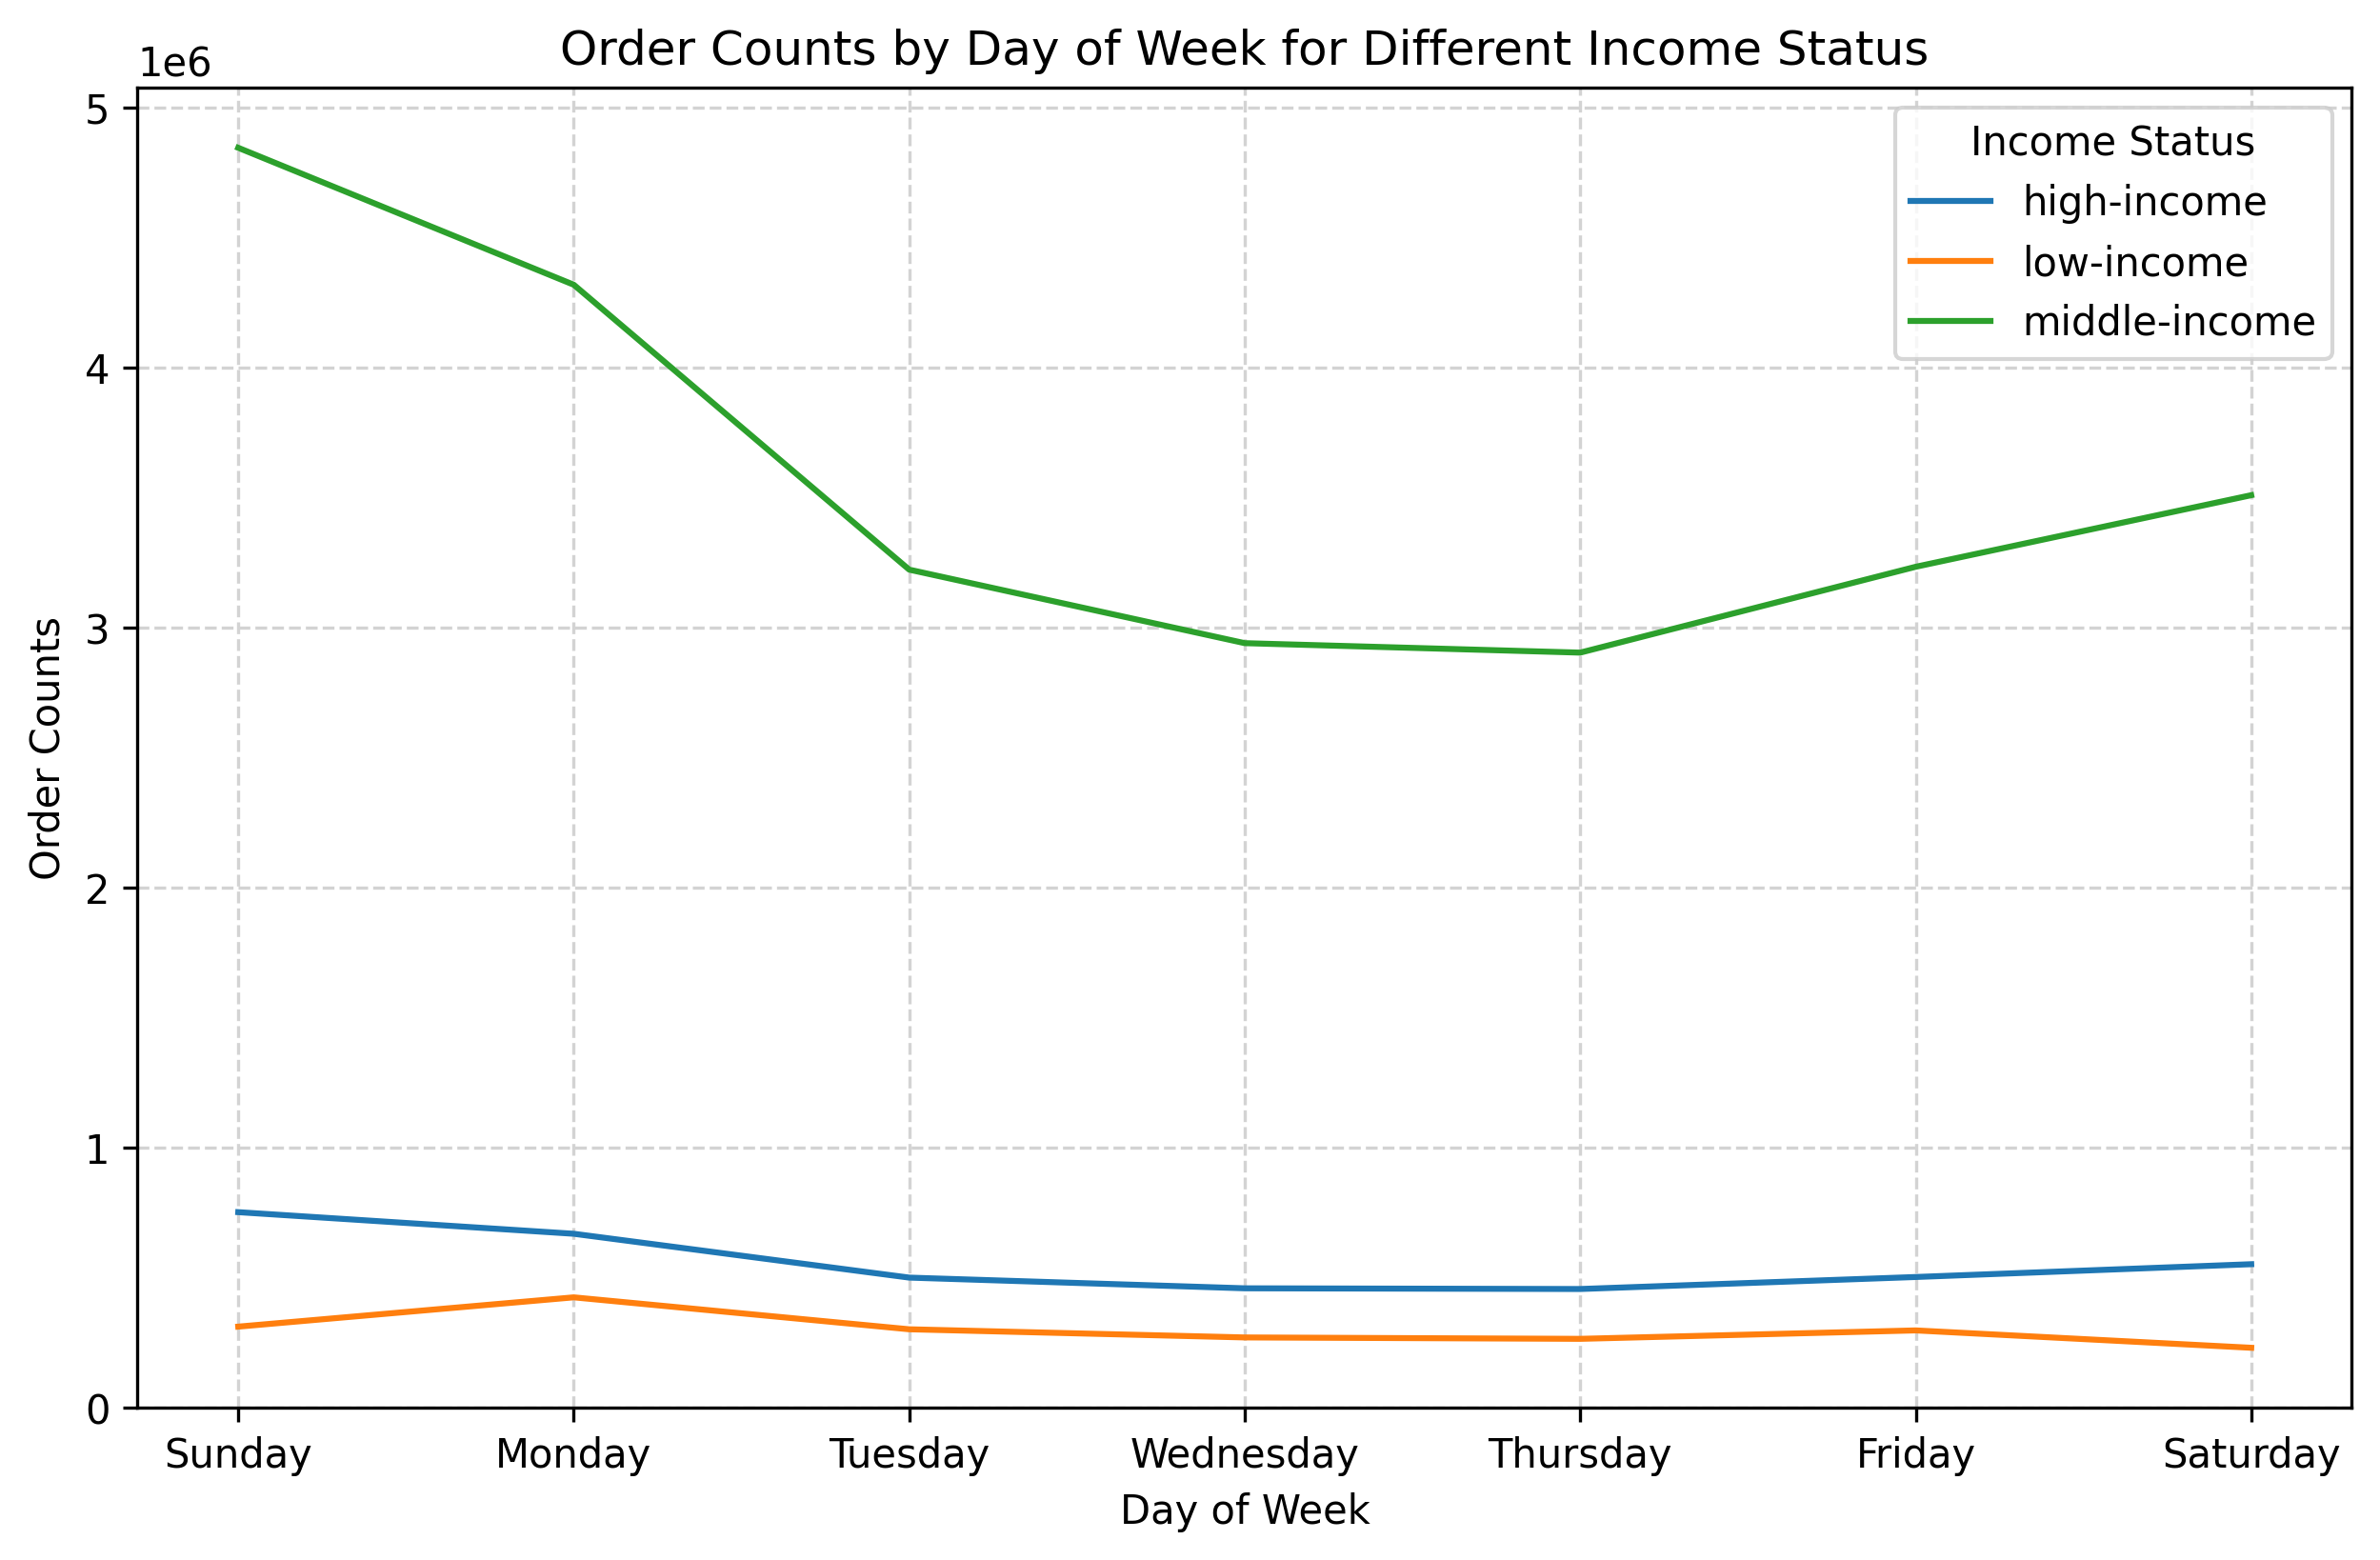 Order Counts by Day of Week for Different Income Status
1e6
5
4
3
2
1
0
Order Counts
Income Status
high-income
low-income
middle-income
Sunday Monday Tuesday Wednesday Thursday Friday Saturday
Day of Week